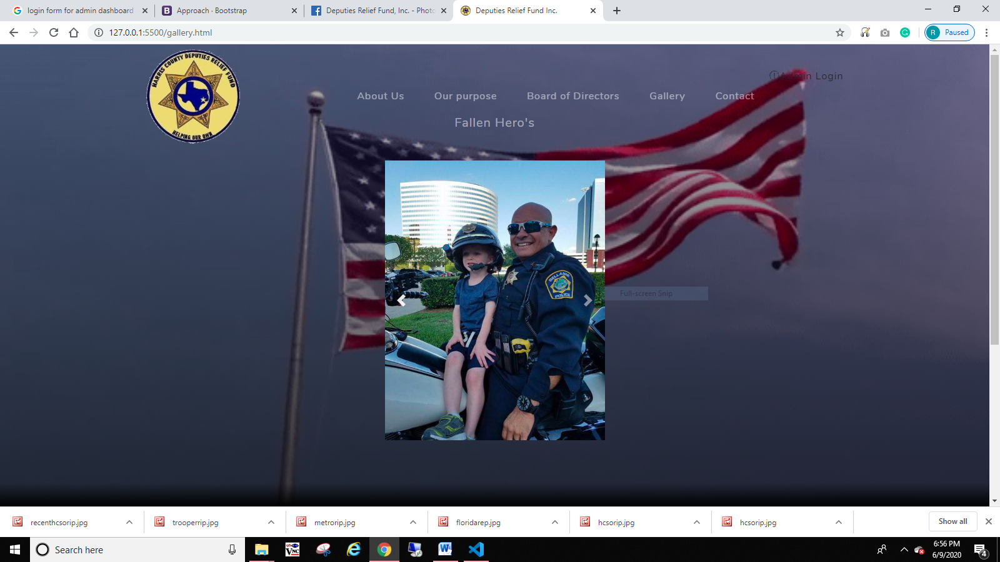 login form for admin dashboard
Approach · Bootstrap
Deputies Relief Fund, Inc. - Photo
Deputies Relief Fund Inc.
127.0.0.1:5500/gallery.html
R Paused
HARRIS COUNTY DEPUTIES RELIEF FUND
HELPING OUR OWN
Admin Login
About Us Our purpose Board of Directors Gallery Contact
Fallen Hero's
BELLAIRE
POLICE
Full-screen Snip
recenthcsorip.jpg
trooperrip.jpg
metrorip.jpg
floridarep.jpg
hcsorip.jpg
hcsorip.jpg
Show all
Search here
VNC
6:56 PM
6/9/2020
4